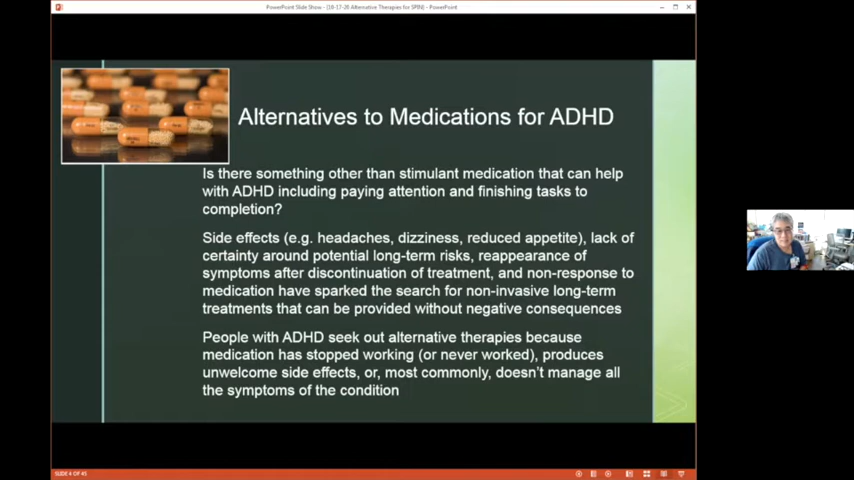 PowerPoint Slide Show - [10-17-20 Alternative Therapies for SPIN] - PowerPoint
Alternatives to Medications for ADHD
Is there something other than stimulant medication that can help
with ADHD including paying attention and finishing tasks to
completion?
Side effects (e.g. headaches, dizziness, reduced appetite), lack of
certainty around potential long-term risks, reappearance of
symptoms after discontinuation of treatment, and non-response to
medication have sparked the search for non-invasive long-term
treatments that can be provided without negative consequences
People with ADHD seek out alternative therapies because
medication has stopped working (or never worked), produces
unwelcome side effects, or, most commonly, doesn't manage all
the symptoms of the condition
SLIDE 4 OF 45